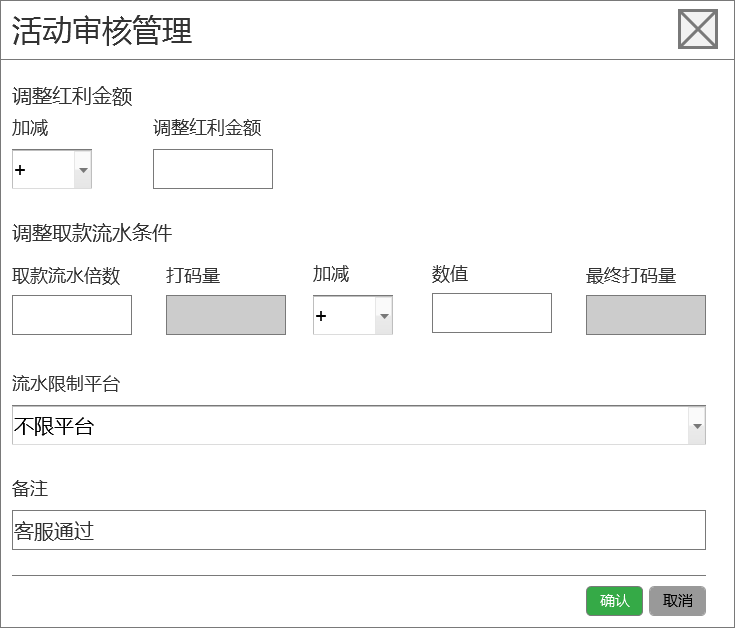 活动审核管理
调整红利金额
加减 调整红利金额
+
调整取款流水条件
取款流水倍数 打码量 加减 数值 最终打码量
+
流水限制平台
不限平台
备注
客服通过
确认 取消